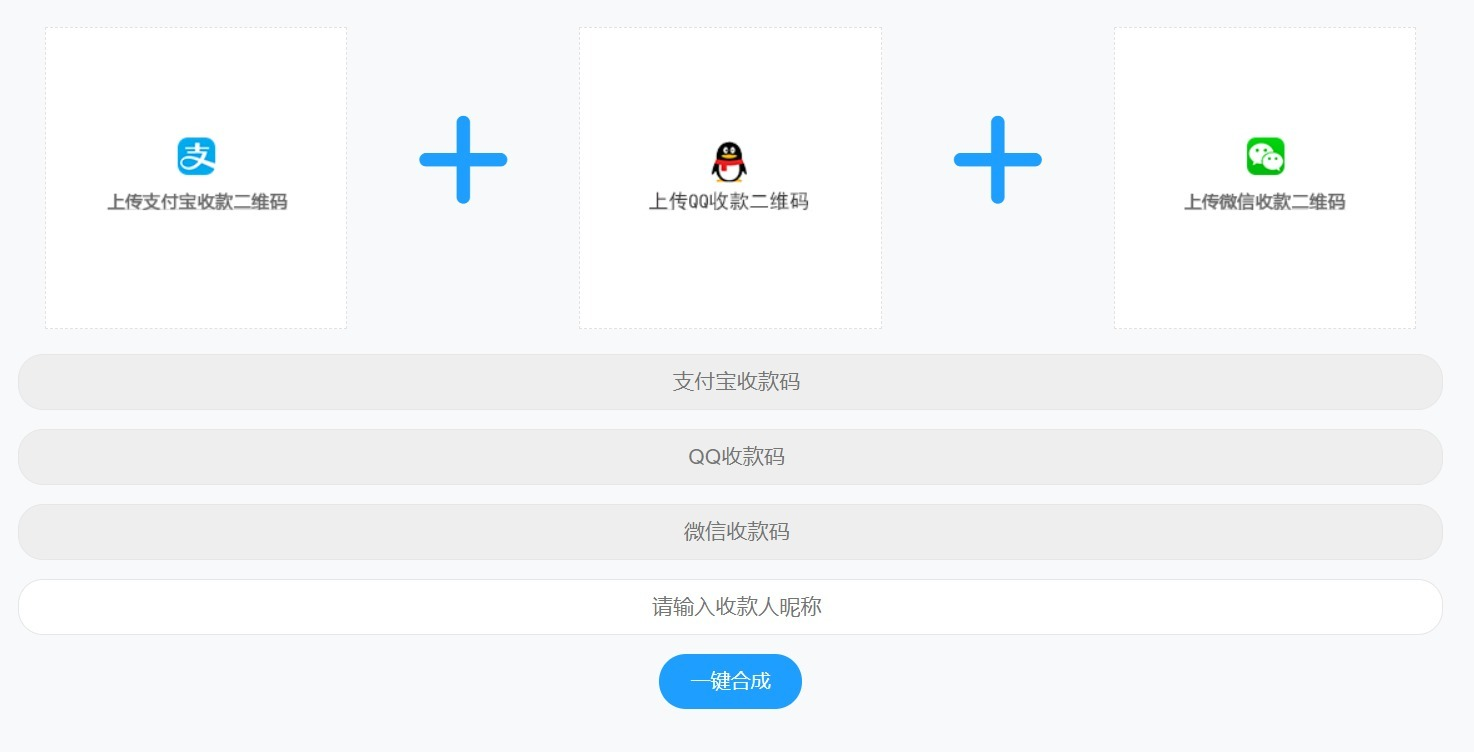 支
上传支付宝收款二维码
上传QQ收款二维码
上传微信收款二维码
支付宝收款码
QQ收款码
微信收款码
请输入收款人昵称
一键合成